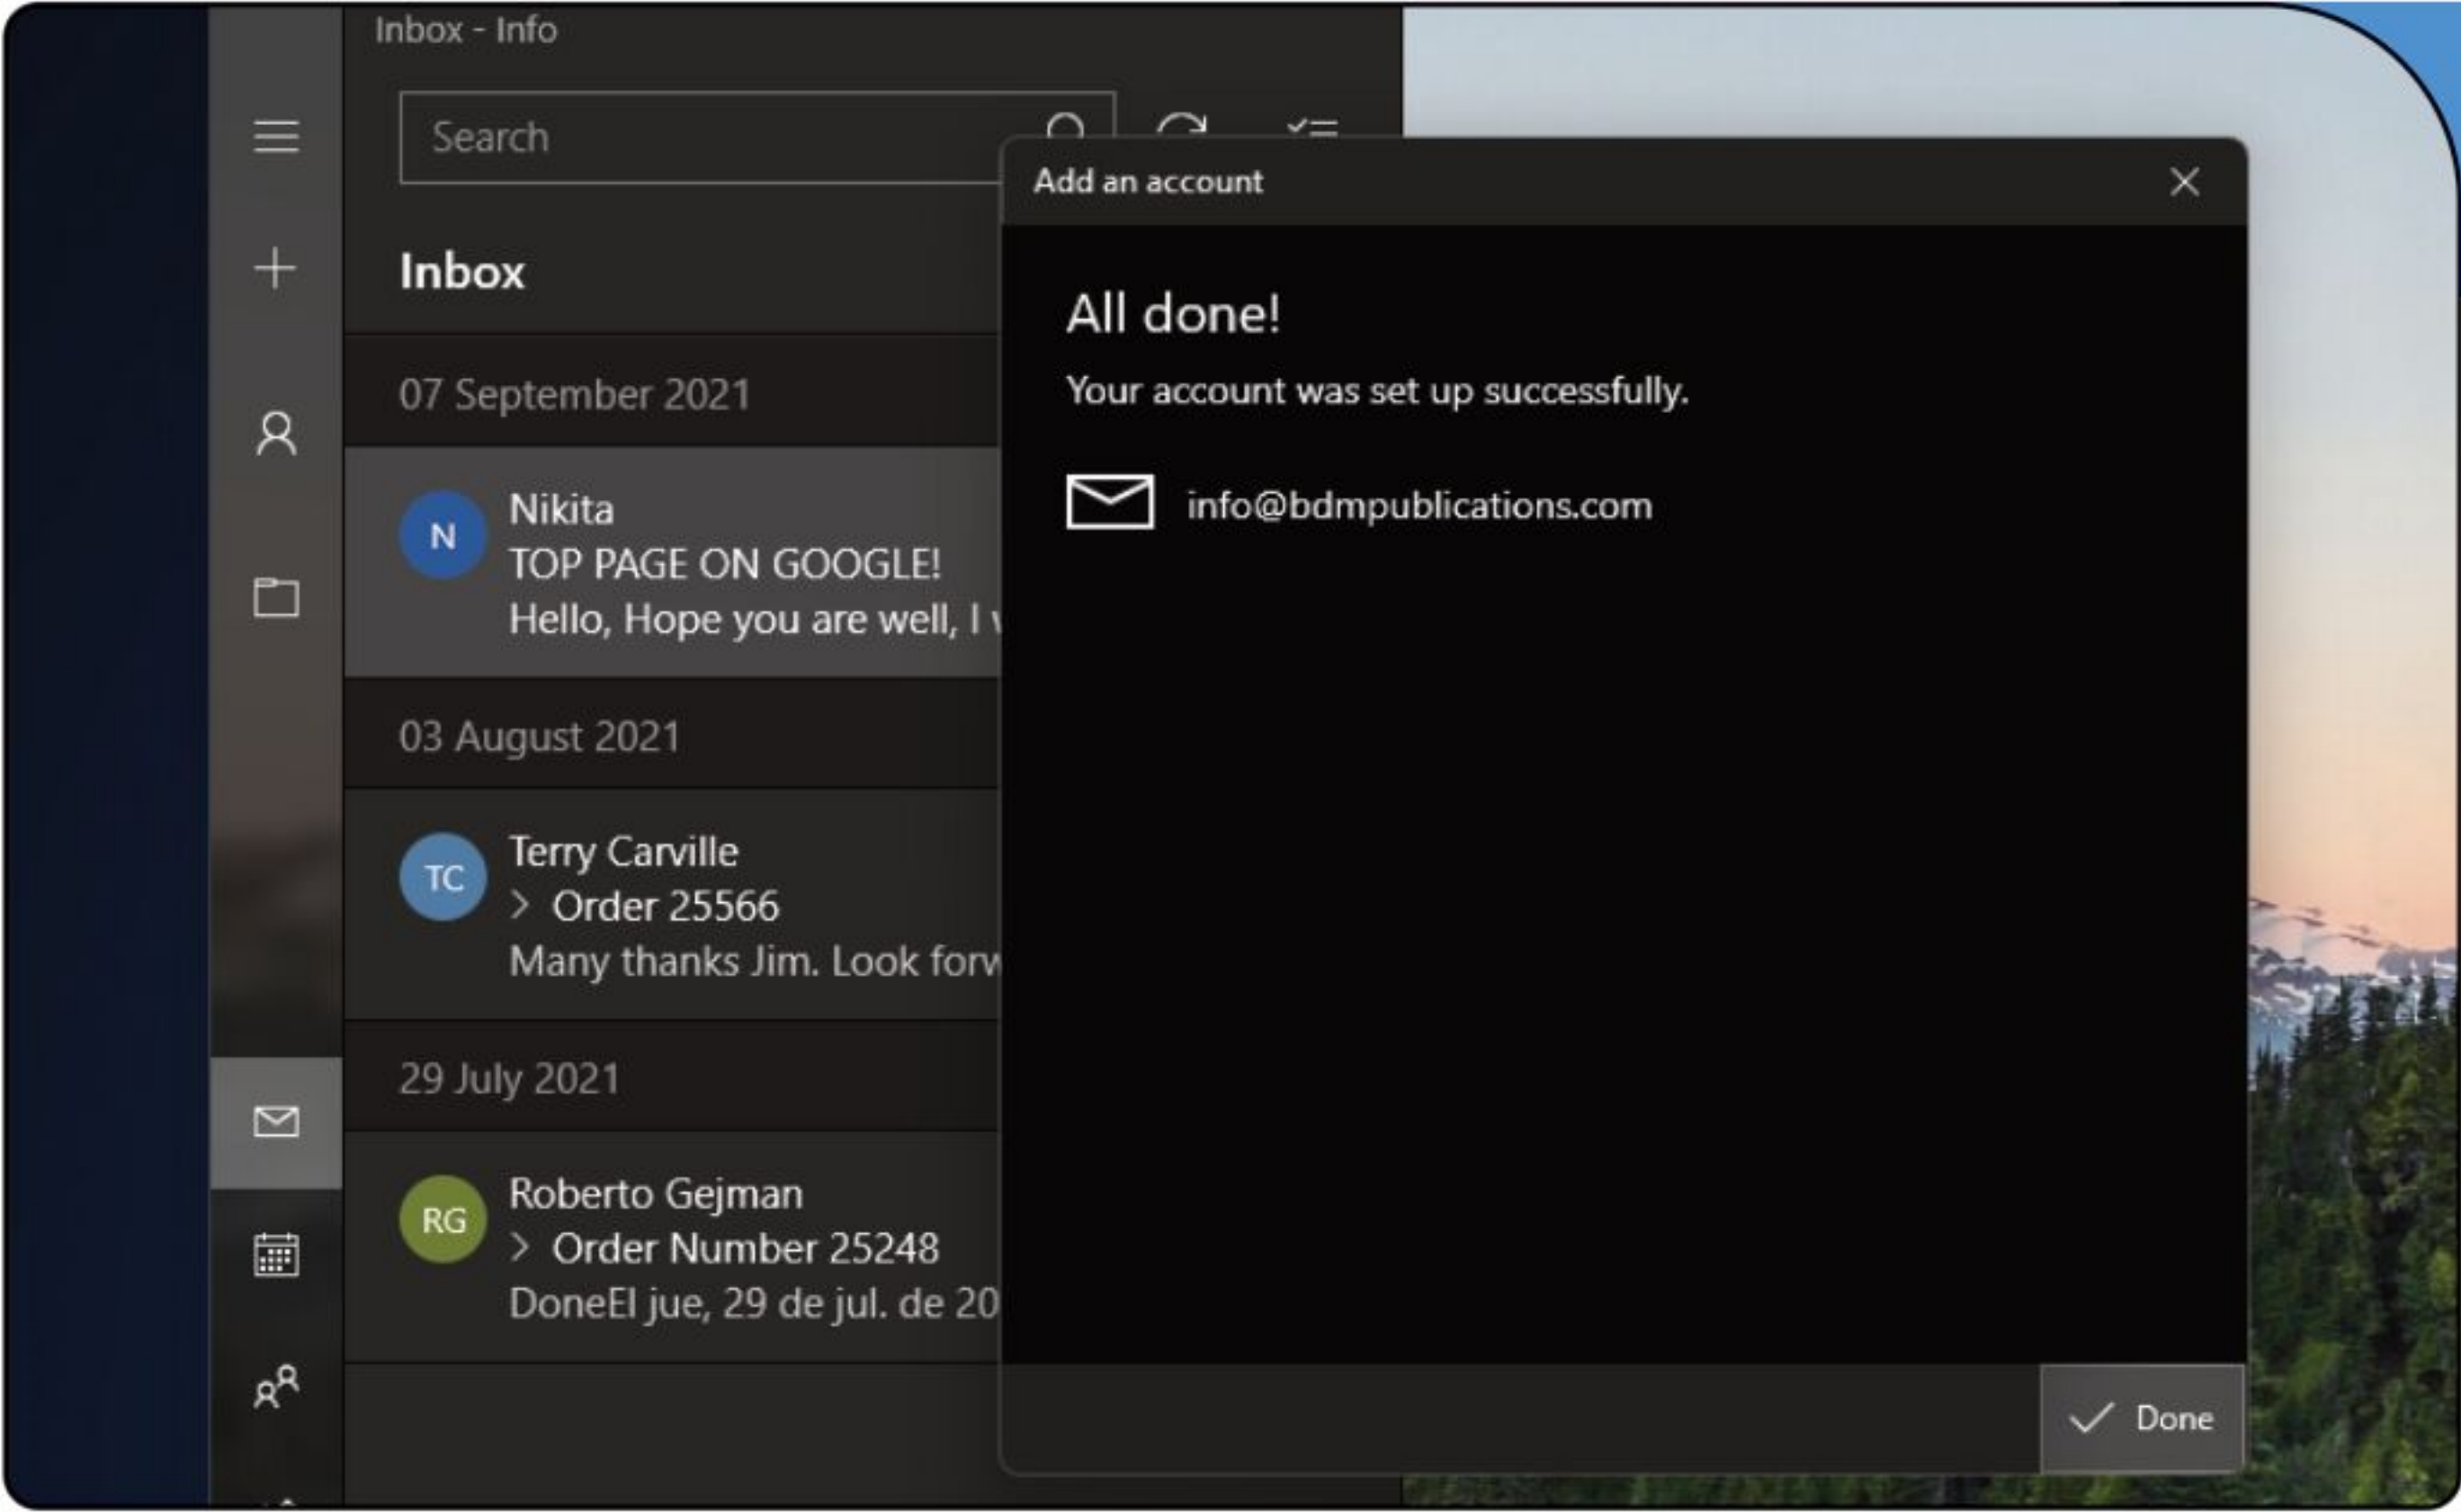 Inbox - Info
Search
Inbox
07 September 2021
N
Nikita
TOP PAGE ON GOOGLE!
Hello, Hope you are well, I
03 August 2021
TC
Terry Carville
> Order 25566
Many thanks Jim. Look forw
29 July 2021
RG
Roberto Gejman
> Order Number 25248
DoneEl jue, 29 de jul. de 20
Add an account
All done!
Your account was set up successfully.
info@bdmpublications.com
Done